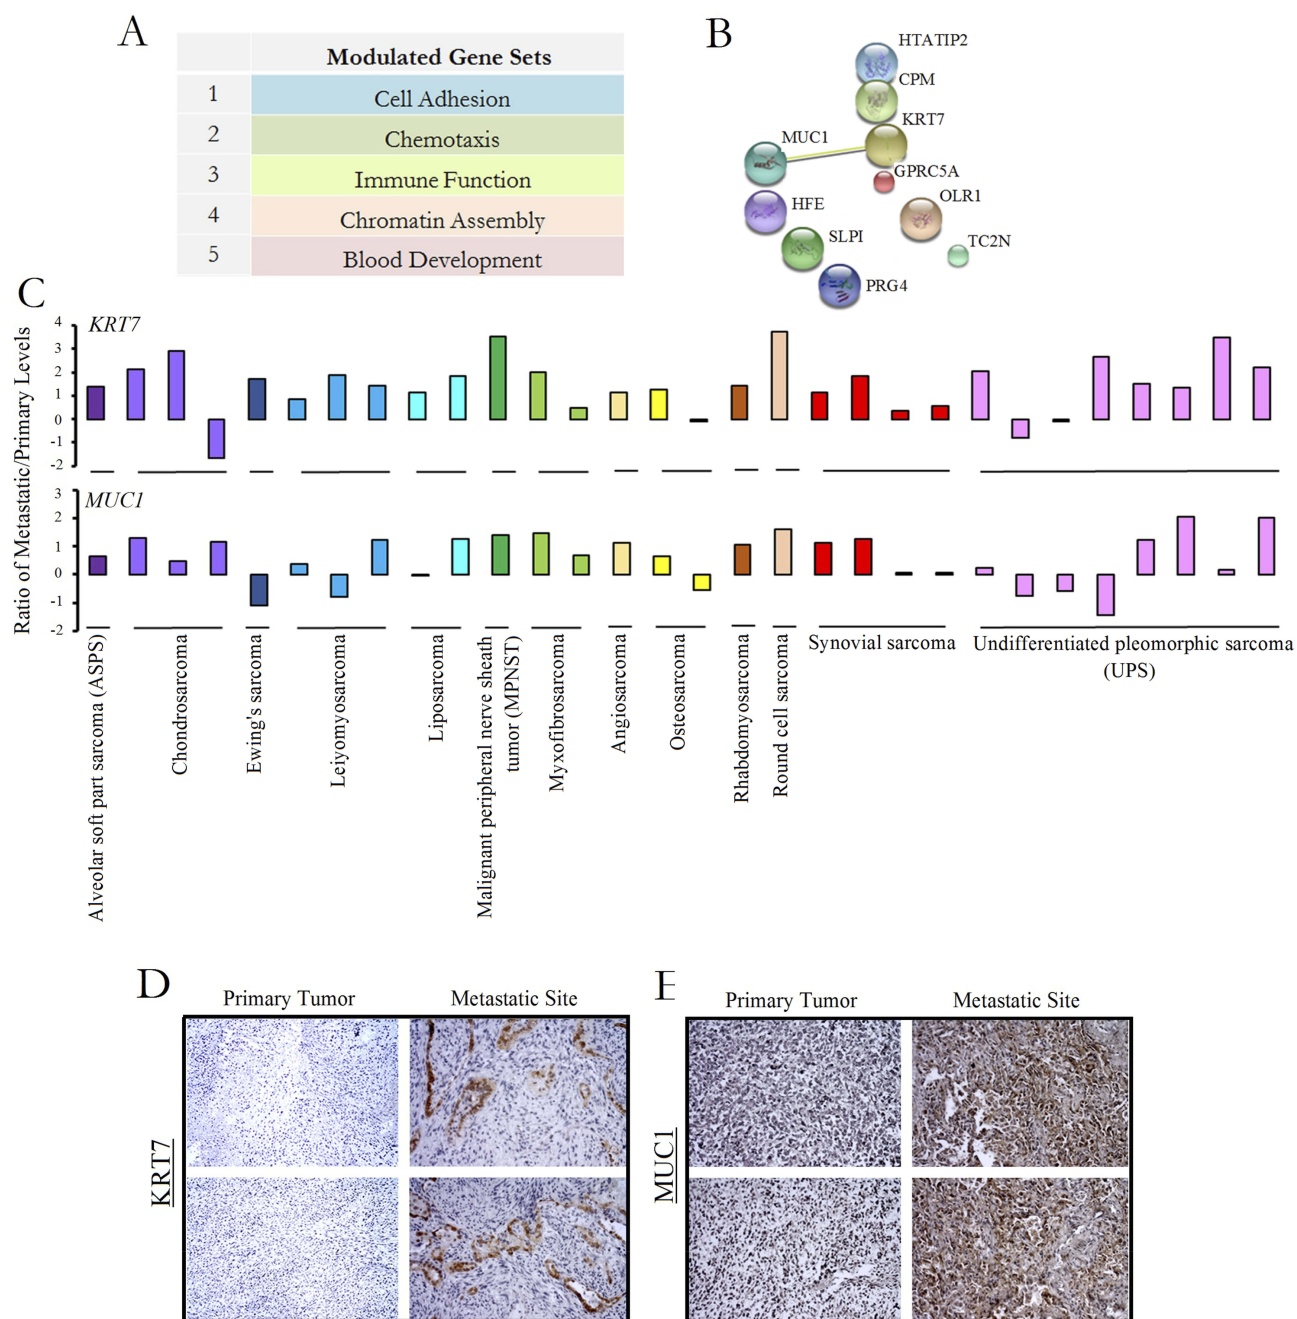 A
Modulated Gene Sets
1 Cell Adhesion
2 Chemotaxis
3 Immune Function
4 Chromatin Assembly
5 Blood Development
B
HTATIP2
CPM
KRT7
MUC1
GPRC5A
HFE
OLR1
SLPI
TC2N
PRG4
C
Ratio of Metastatic/Primary Levels
KRT7
4
3
2
1
0
-1
-2
MUC1
3
2
1
0
-1
-2
Alveolar soft part sarcoma (ASPS)
Chondrosarcoma
Ewing's sarcoma
Leiyomyosarcoma
Liposarcoma
Malignant peripheral nerve sheath
tumor (MPNST)
Myxofibrosarcoma
Angiosarcoma
Osteosarcoma
Rhabdomyosarcoma
Round cell sarcoma
Synovial sarcoma
Undifferentiated pleomorphic sarcoma
(UPS)
D
Primary Tumor Metastatic Site
KRT7
E
Primary Tumor Metastatic Site
MUC1